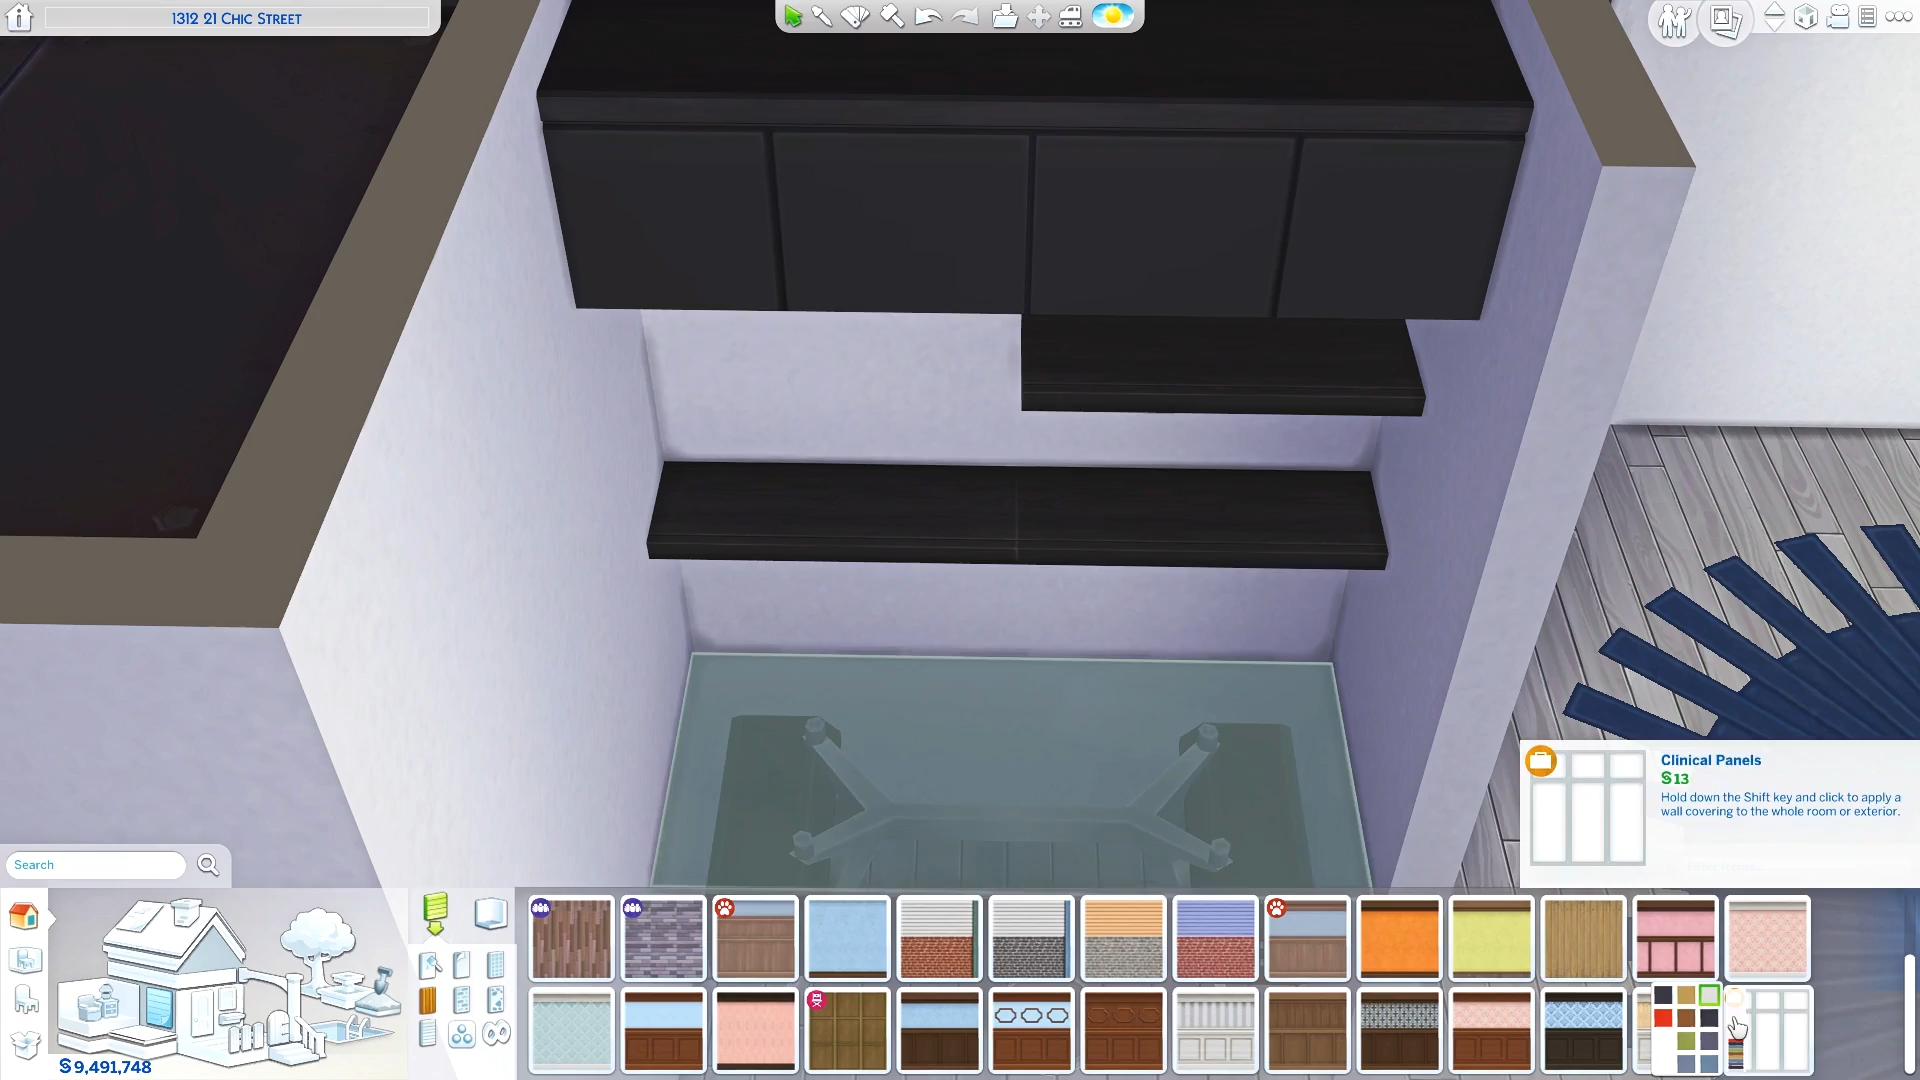 1312 21 Chic Street
Clinical Panels
§13
Hold down the Shift key and click to apply a
wall covering to the whole room or exterior.
Search
§9,491,748